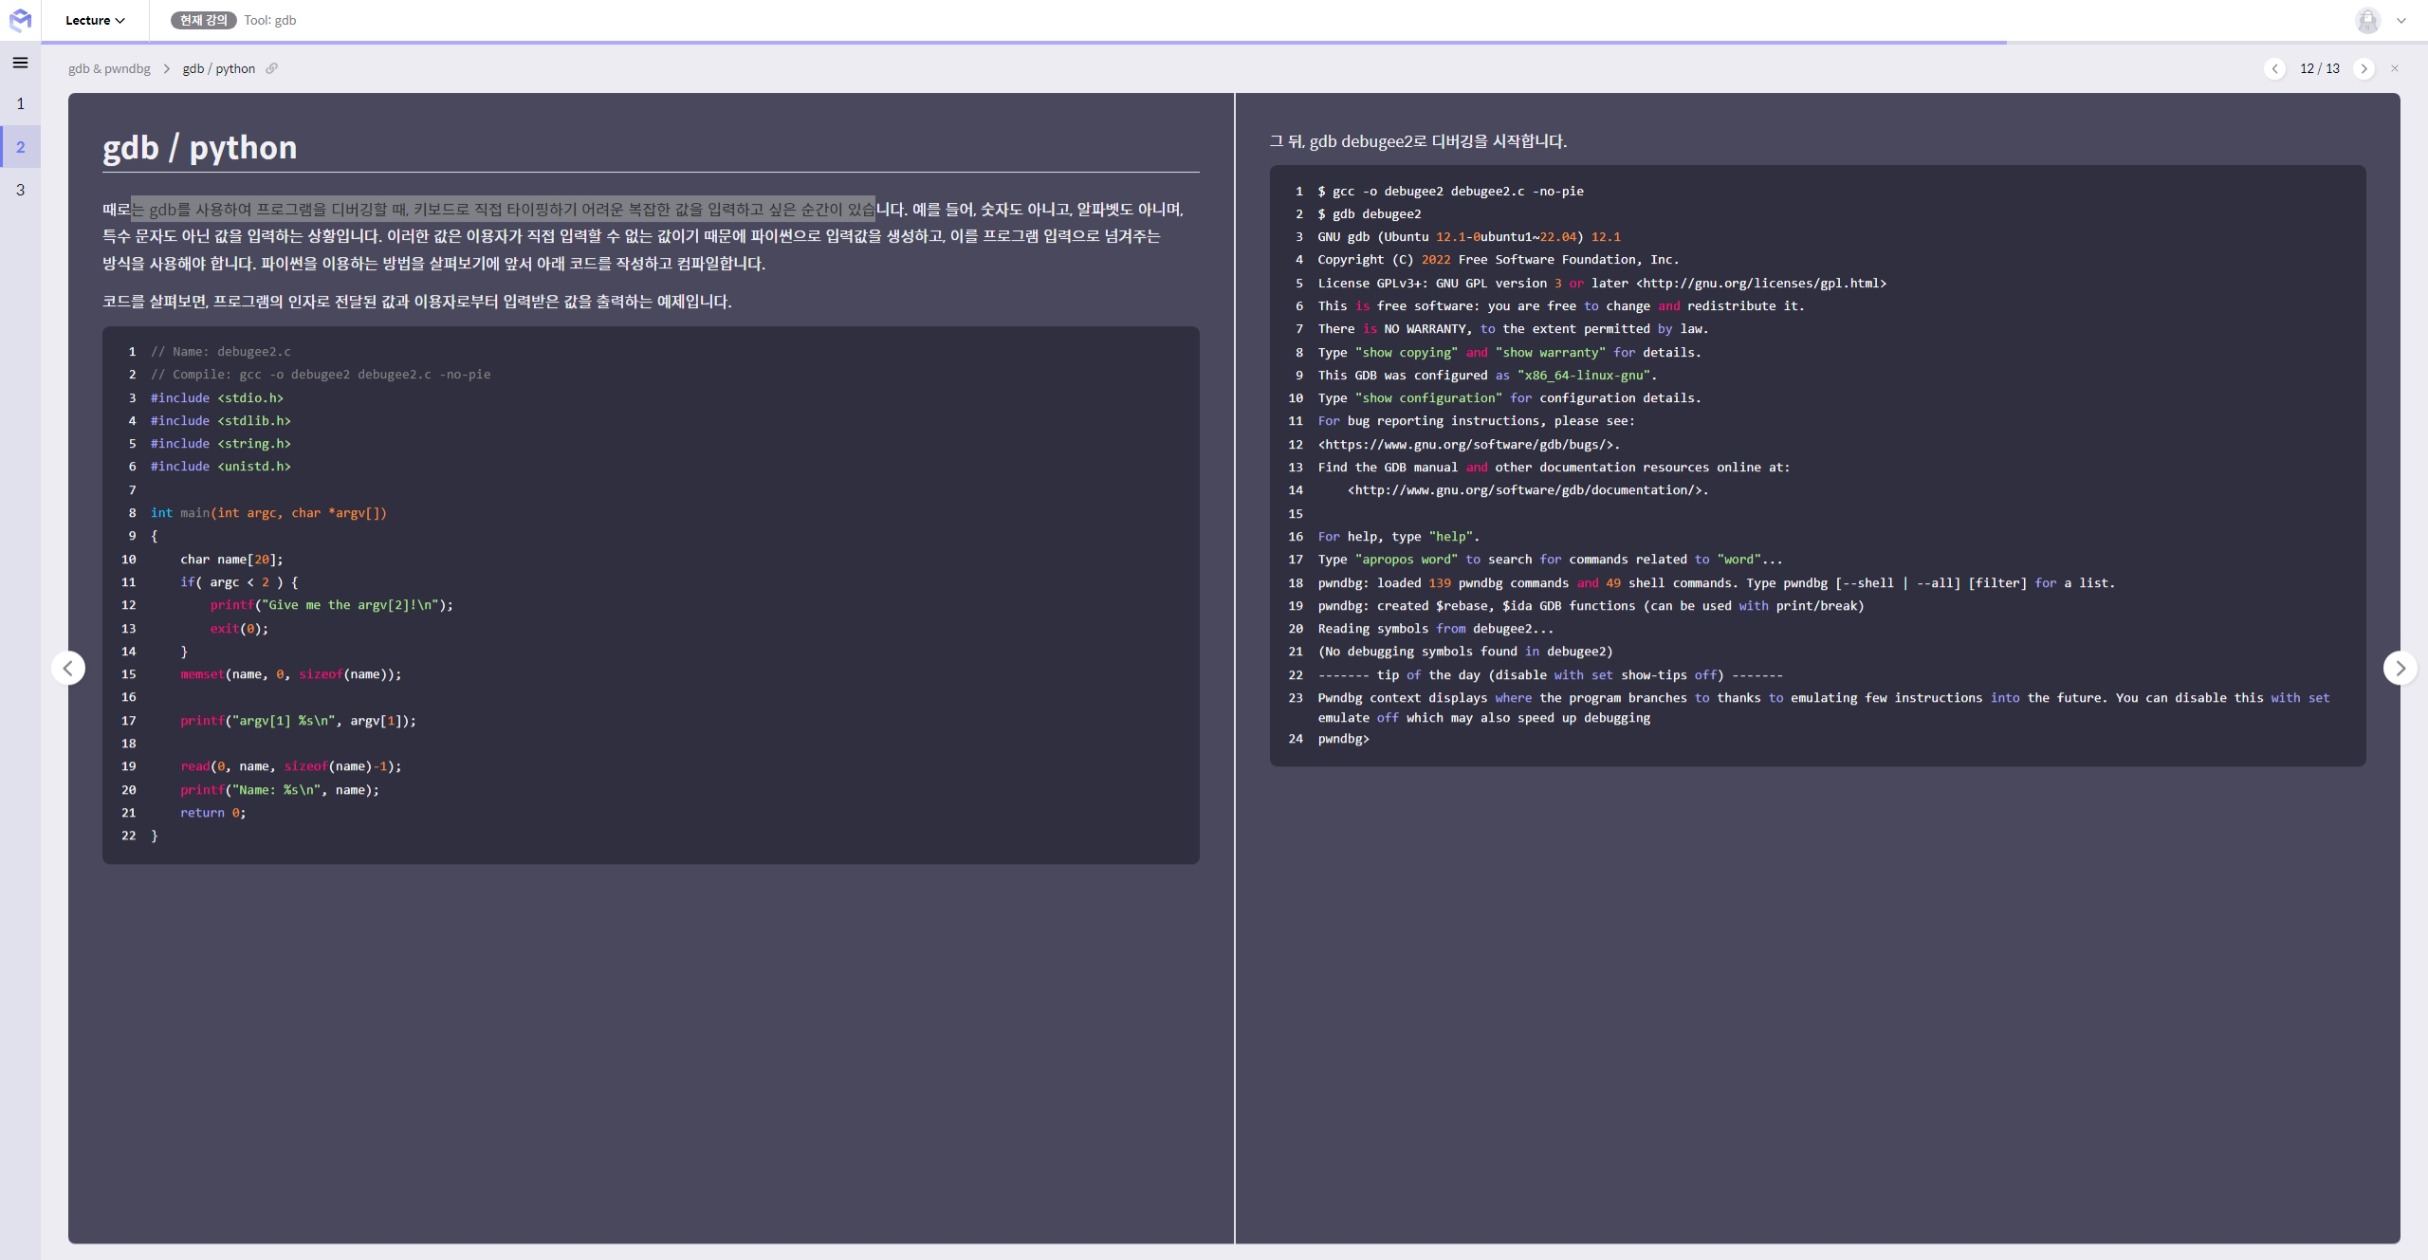 Lecture
현재 강의 Tool: gdb
gdb & pwndbg > gdb / python
12 / 13
1
2
3
gdb / python
때로는 gdb를 사용하여 프로그램을 디버깅할 때, 키보드로 직접 타이핑하기 어려운 복잡한 값을 입력하고 싶은 순간이 있습니다. 예를 들어, 숫자도 아니고, 알파벳도 아니며,
특수 문자도 아닌 값을 입력하는 상황입니다. 이러한 값은 이용자가 직접 입력할 수 없는 값이기 때문에 파이썬으로 입력값을 생성하고, 이를 프로그램 입력으로 넘겨주는
방식을 사용해야 합니다. 파이썬을 이용하는 방법을 살펴보기에 앞서 아래 코드를 작성하고 컴파일합니다.
코드를 살펴보면, 프로그램의 인자로 전달된 값과 이용자로부터 입력받은 값을 출력하는 예제입니다.
1 // Name: debugee2.c
2 // Compile: gcc -o debugee2 debugee2.c -no-pie
3 #include <stdio.h>
4 #include <stdlib.h>
5 #include <string.h>
6 #include <unistd.h>
7
8 int main(int argc, char *argv[])
9 {
10     char name[20];
11     if( argc < 2 ) {
12         printf("Give me the argv[2]!\n");
13         exit(0);
14     }
15     memset(name, 0, sizeof(name));
16
17     printf("argv[1] %s\n", argv[1]);
18
19     read(0, name, sizeof(name)-1);
20     printf("Name: %s\n", name);
21     return 0;
22 }
그 뒤, gdb debugee2로 디버깅을 시작합니다.
1 $ gcc -o debugee2 debugee2.c -no-pie
2 $ gdb debugee2
3 GNU gdb (Ubuntu 12.1-0ubuntu1~22.04) 12.1
4 Copyright (C) 2022 Free Software Foundation, Inc.
5 License GPLv3+: GNU GPL version 3 or later <http://gnu.org/licenses/gpl.html>
6 This is free software: you are free to change and redistribute it.
7 There is NO WARRANTY, to the extent permitted by law.
8 Type "show copying" and "show warranty" for details.
9 This GDB was configured as "x86_64-linux-gnu".
10 Type "show configuration" for configuration details.
11 For bug reporting instructions, please see:
12 <https://www.gnu.org/software/gdb/bugs/>.
13 Find the GDB manual and other documentation resources online at:
14     <http://www.gnu.org/software/gdb/documentation/>.
15
16 For help, type "help".
17 Type "apropos word" to search for commands related to "word"...
18 pwndbg: loaded 139 pwndbg commands and 49 shell commands. Type pwndbg [--shell | --all] [filter] for a list.
19 pwndbg: created $rebase, $ida GDB functions (can be used with print/break)
20 Reading symbols from debugee2...
21 (No debugging symbols found in debugee2)
22 ------- tip of the day (disable with set show-tips off) -------
23 Pwndbg context displays where the program branches to thanks to emulating few instructions into the future. You can disable this with set
emulate off which may also speed up debugging
24 pwndbg>